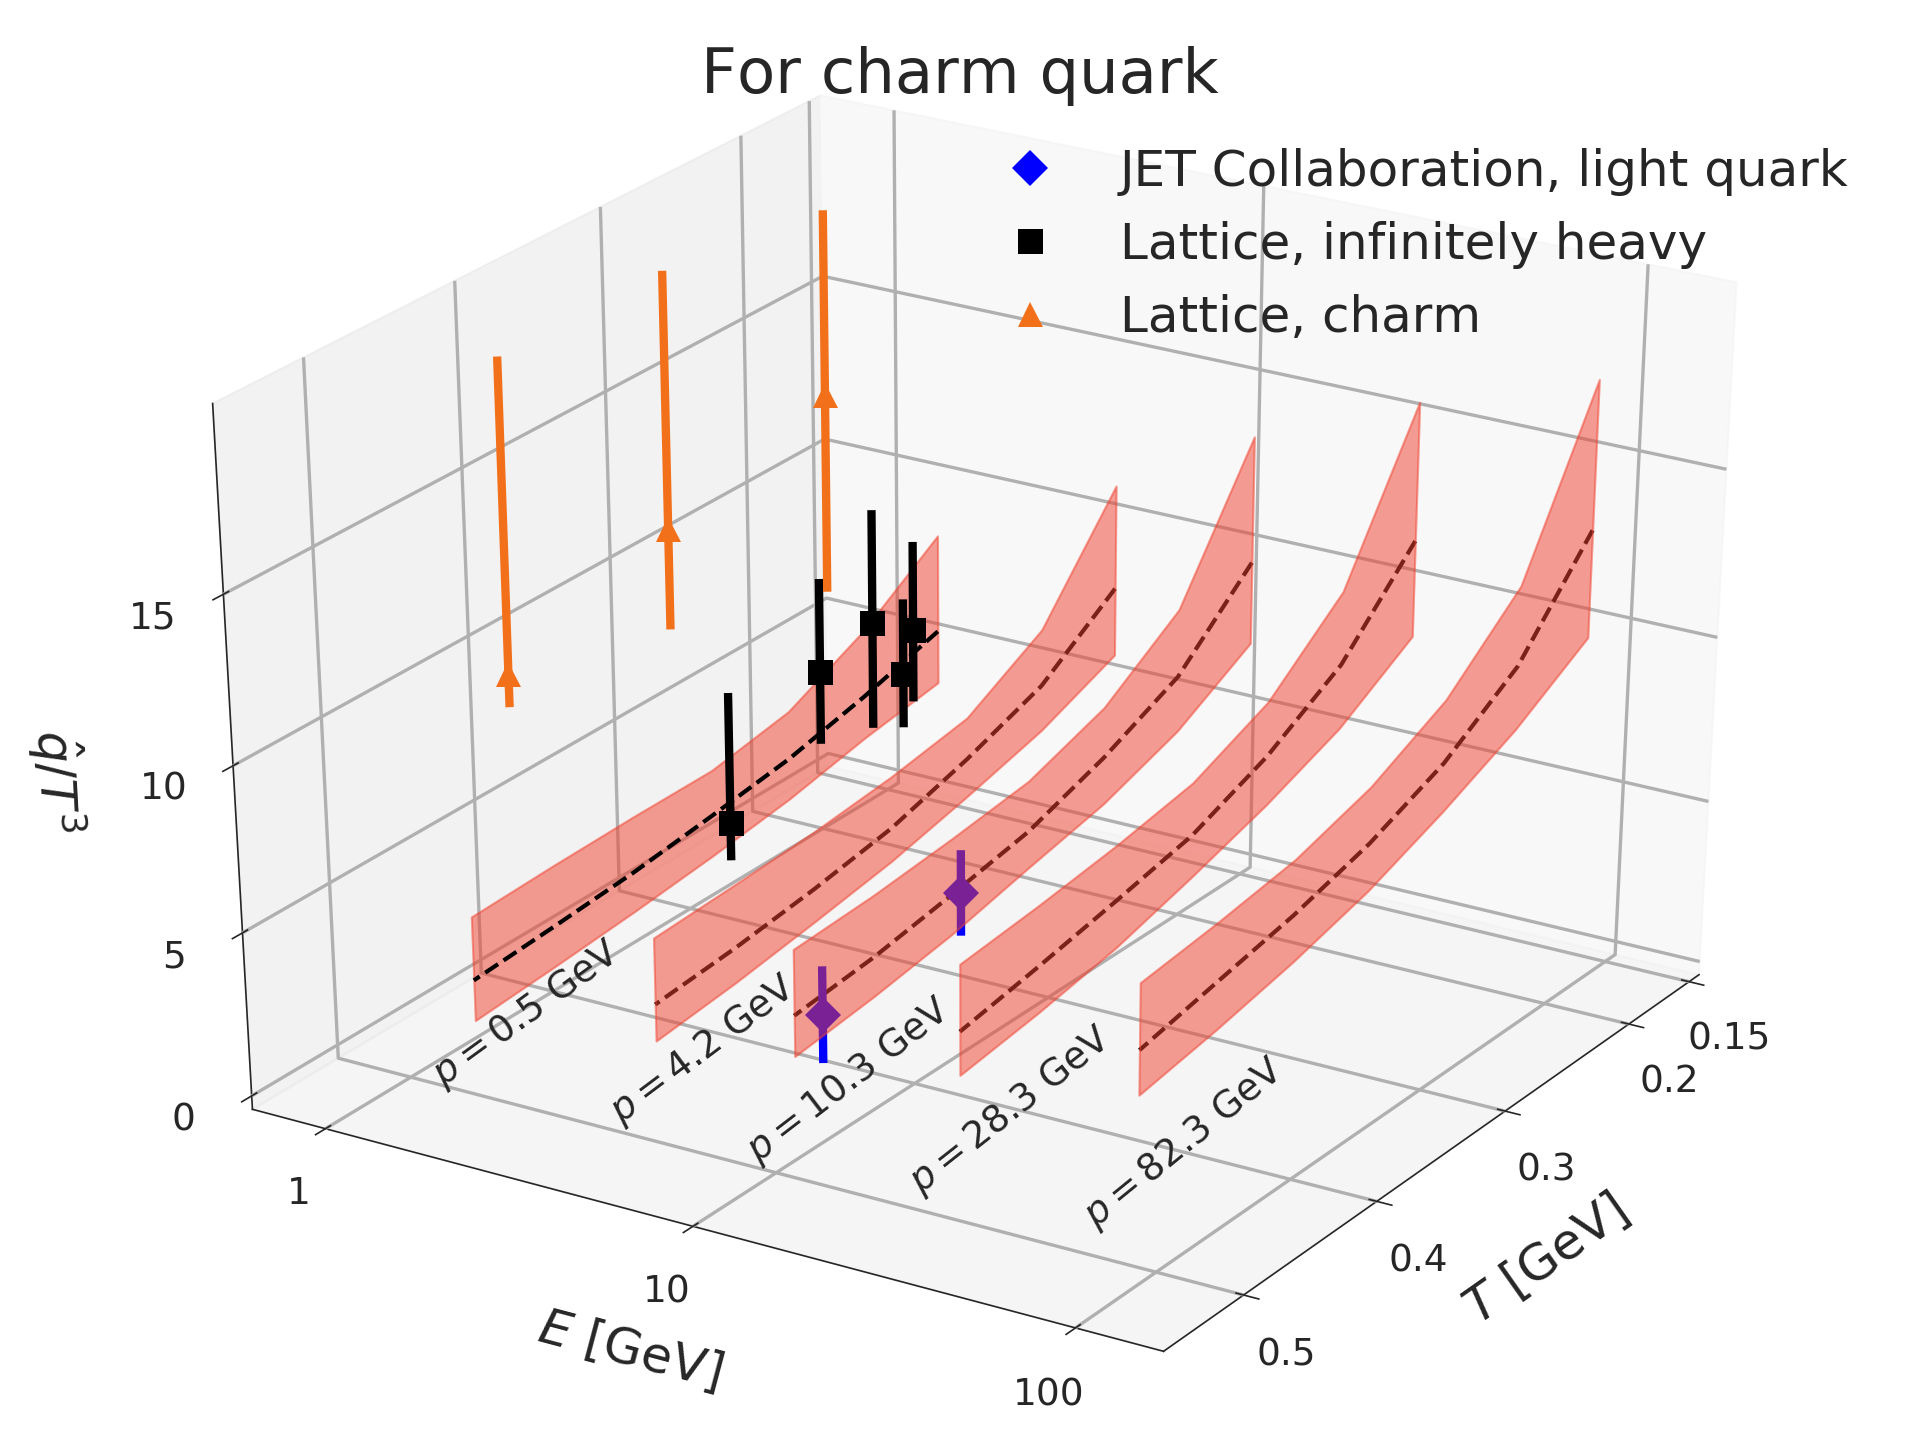 For charm quark
JET Collaboration, light quark
Lattice, infinitely heavy
Lattice, charm
q̂/T³
15
10
5
0
p = 0.5 GeV
p = 4.2 GeV
p = 10.3 GeV
p = 28.3 GeV
p = 82.3 GeV
1
10
100
E [GeV]
0.15
0.2
0.3
0.4
0.5
T [GeV]